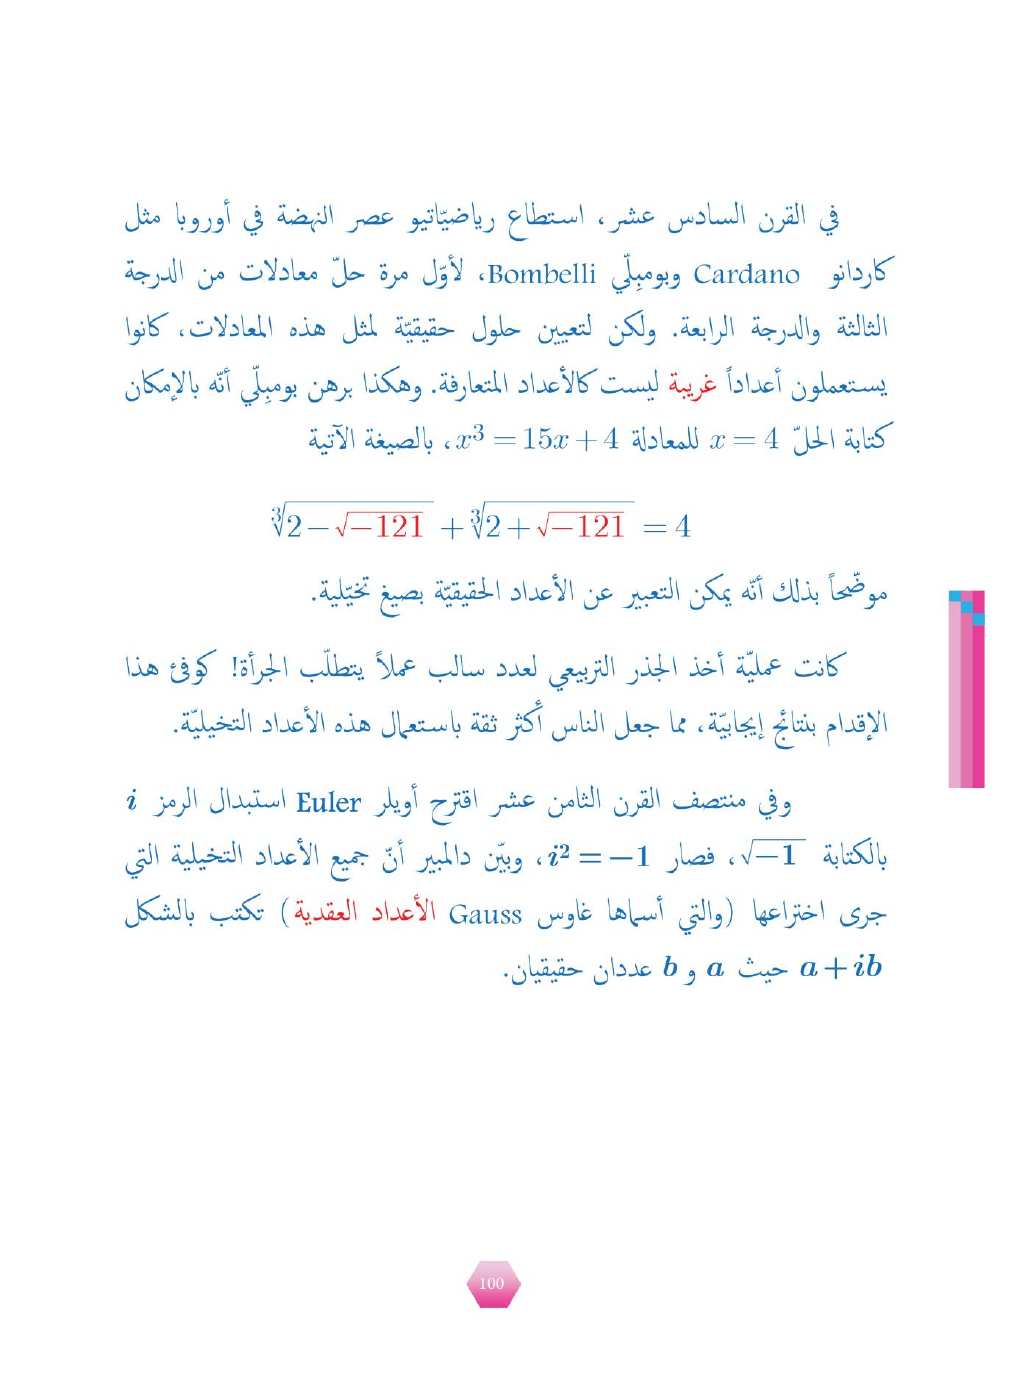 في القرن السادس عشر، استطاع رياضيّاتيو عصر النهضة في أوروبا مثل
كاردانو Cardano وبومبِلّي Bombelli، لأوّل مرة حلّ معادلات من الدرجة
الثالثة والدرجة الرابعة. ولكن لتعيين حلول حقيقيّة لمثل هذه المعادلات، كانوا
يستعملون أعداداً غريبة ليست كالأعداد المتعارفة. وهكذا برهن بومبِلّي أنّه بالإمكان
كتابة الحلّ x = 4 للمعادلة x³ = 15x + 4، بالصيغة الآتية
∛(2 − √−121) + ∛(2 + √−121) = 4
موضّحاً بذلك أنّه يمكن التعبير عن الأعداد الحقيقيّة بصيغ تخيّلية.
كانت عمليّة أخذ الجذر التربيعي لعدد سالب عملاً يتطلّب الجرأة! كوفئ هذا
الإقدام بنتائج إيجابيّة، مما جعل الناس أكثر ثقة باستعمال هذه الأعداد التخيليّة.
وفي منتصف القرن الثامن عشر اقترح أويلر Euler استبدال الرمز i
بالكتابة √−1، فصار i² = −1، وبيّن دالمبير أنّ جميع الأعداد التخيلية التي
جرى اختراعها (والتي أسماها غاوس Gauss الأعداد العقدية) تكتب بالشكل
a + ib حيث a و b عددان حقيقيان.
100